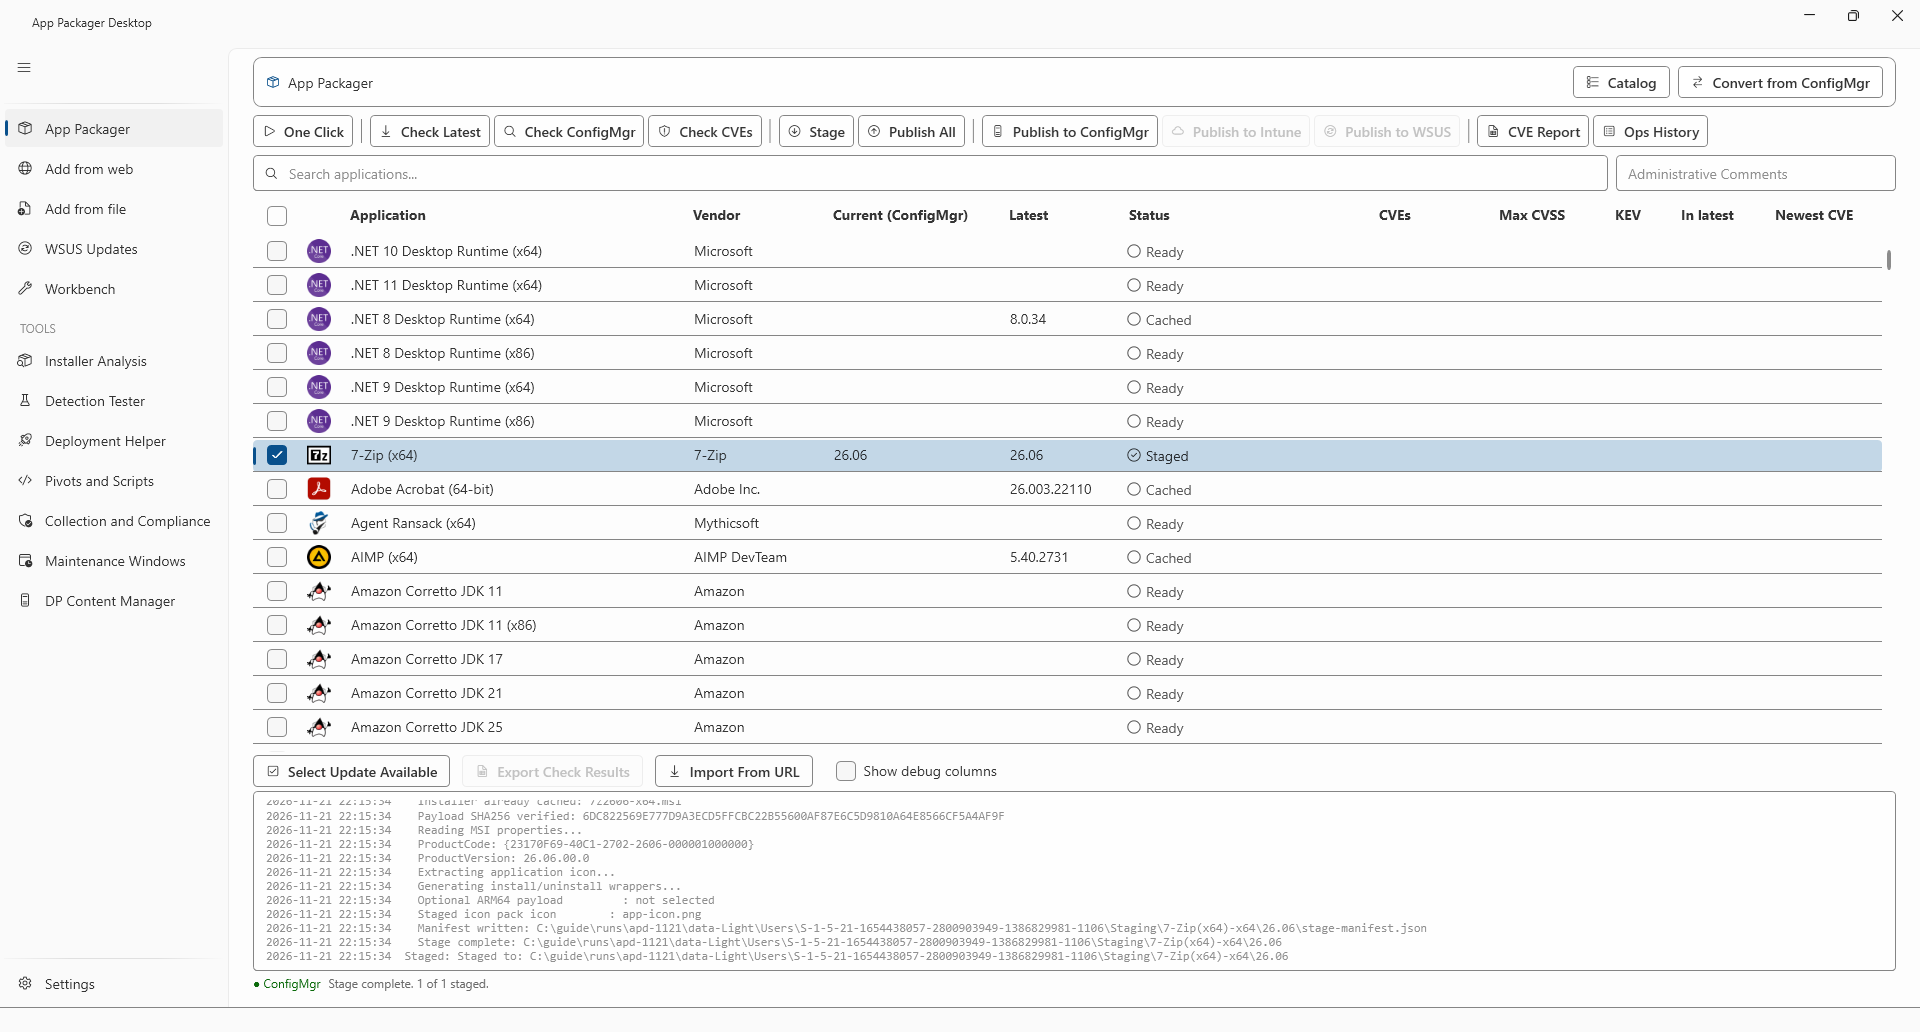 App Packager Desktop
App Packager
Catalog
Convert from ConfigMgr
App Packager
Add from web
Add from file
WSUS Updates
Workbench
TOOLS
Installer Analysis
Detection Tester
Deployment Helper
Pivots and Scripts
Collection and Compliance
Maintenance Windows
DP Content Manager
Settings
One Click
Check Latest
Check ConfigMgr
Check CVEs
Stage
Publish All
Publish to ConfigMgr
Publish to Intune
Publish to WSUS
CVE Report
Ops History
Search applications...
Administrative Comments
Application Vendor Current (ConfigMgr) Latest Status CVEs Max CVSS KEV In latest Newest CVE
.NET 10 Desktop Runtime (x64) Microsoft Ready
.NET 11 Desktop Runtime (x64) Microsoft Ready
.NET 8 Desktop Runtime (x64) Microsoft 8.0.34 Cached
.NET 8 Desktop Runtime (x86) Microsoft Ready
.NET 9 Desktop Runtime (x64) Microsoft Ready
.NET 9 Desktop Runtime (x86) Microsoft Ready
7-Zip (x64) 7-Zip 26.06 26.06 Staged
Adobe Acrobat (64-bit) Adobe Inc. 26.003.22110 Cached
Agent Ransack (x64) Mythicsoft Ready
AIMP (x64) AIMP DevTeam 5.40.2731 Cached
Amazon Corretto JDK 11 Amazon Ready
Amazon Corretto JDK 11 (x86) Amazon Ready
Amazon Corretto JDK 17 Amazon Ready
Amazon Corretto JDK 21 Amazon Ready
Amazon Corretto JDK 25 Amazon Ready
Select Update Available
Export Check Results
Import From URL
Show debug columns
2026-11-21 22:15:34 Installer already cached: 7z2606-x64.msi
2026-11-21 22:15:34 Payload SHA256 verified: 6DC822569E777D9A3ECD5FFCBC22B55600AF87E6C5D9810A64E8566CF5A4AF9F
2026-11-21 22:15:34 Reading MSI properties...
2026-11-21 22:15:34 ProductCode: {23170F69-40C1-2702-2606-000001000000}
2026-11-21 22:15:34 ProductVersion: 26.06.00.0
2026-11-21 22:15:34 Extracting application icon...
2026-11-21 22:15:34 Generating install/uninstall wrappers...
2026-11-21 22:15:34 Optional ARM64 payload : not selected
2026-11-21 22:15:34 Staged icon pack icon : app-icon.png
2026-11-21 22:15:34 Manifest written: C:\guide\runs\apd-1121\data-Light\Users\S-1-5-21-1654438057-2800903949-1386829981-1106\Staging\7-Zip(x64)-x64\26.06\stage-manifest.json
2026-11-21 22:15:34 Stage complete: C:\guide\runs\apd-1121\data-Light\Users\S-1-5-21-1654438057-2800903949-1386829981-1106\Staging\7-Zip(x64)-x64\26.06
2026-11-21 22:15:34 Staged: Staged to: C:\guide\runs\apd-1121\data-Light\Users\S-1-5-21-1654438057-2800903949-1386829981-1106\Staging\7-Zip(x64)-x64\26.06
ConfigMgr Stage complete. 1 of 1 staged.